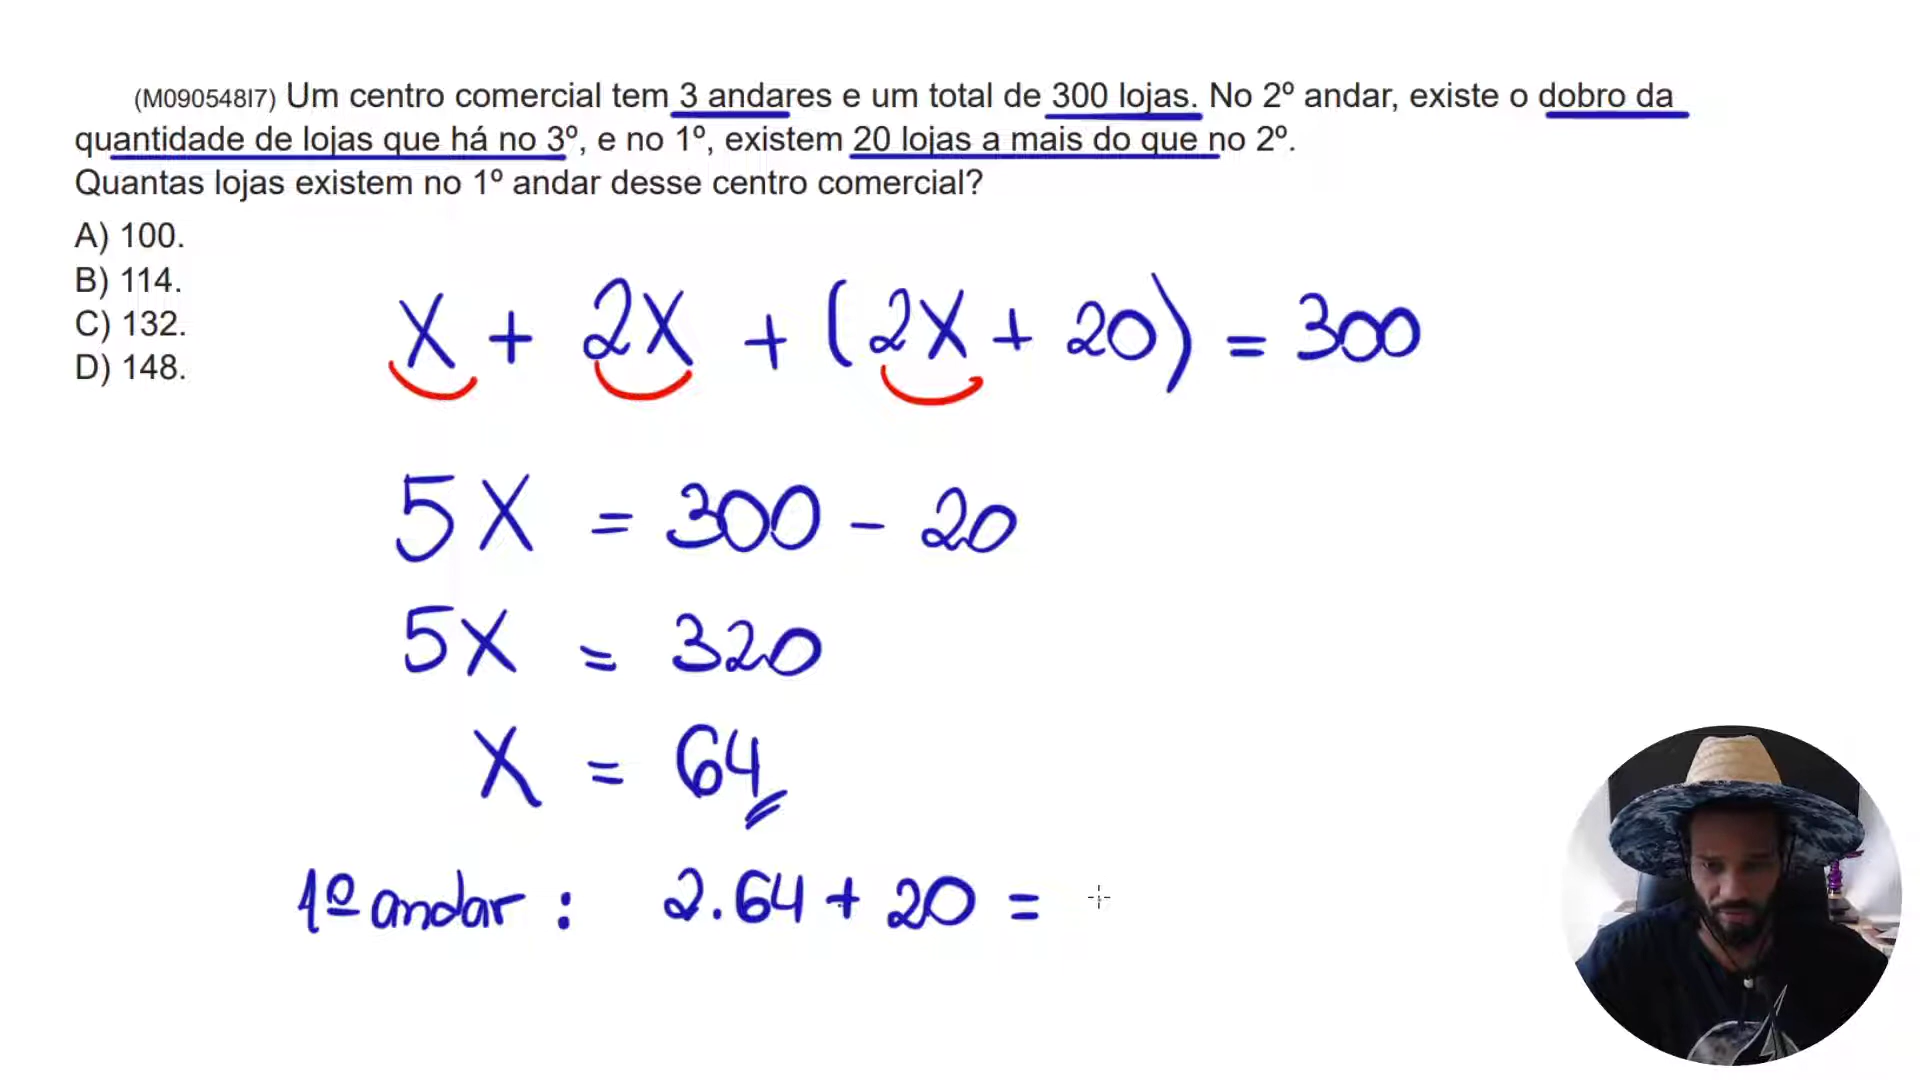 (M090548I7) Um centro comercial tem 3 andares e um total de 300 lojas. No 2º andar, existe o dobro da
quantidade de lojas que há no 3º, e no 1º, existem 20 lojas a mais do que no 2º.
Quantas lojas existem no 1º andar desse centro comercial?
A) 100.
B) 114.
C) 132.
D) 148.
X + 2X + (2X + 20) = 300
5X = 300 - 20
5X = 320
X = 64
1º andar : 2.64 + 20 =